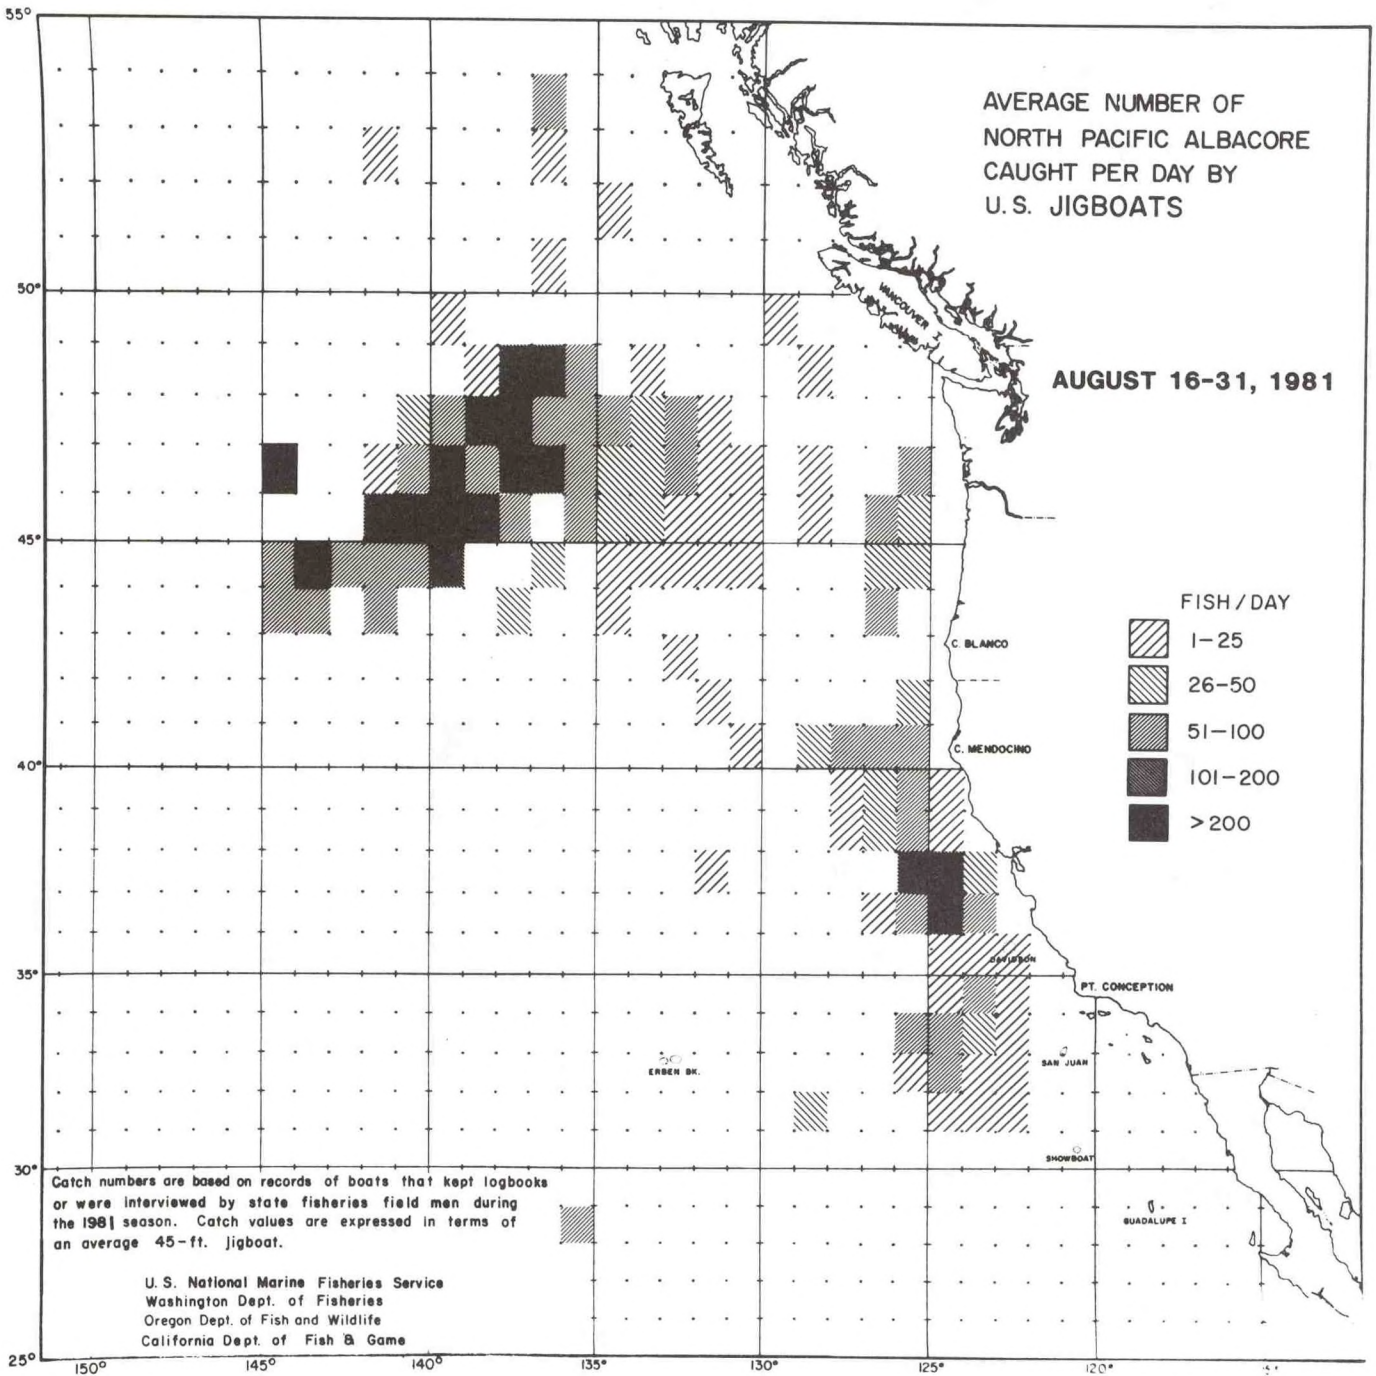 55°
AVERAGE NUMBER OF
NORTH PACIFIC ALBACORE
CAUGHT PER DAY BY
U.S. JIGBOATS
50°
VANCOUVER I.
AUGUST 16-31, 1981
45°
FISH/DAY
1-25
C. BLANCO
26-50
51-100
C. MENDOCINO
40°
101-200
>200
DAVIDSON
35°
PT. CONCEPTION
SAN JUAN
ERBEN BK.
SHOWBOAT
30°
Catch numbers are based on records of boats that kept logbooks
or were interviewed by state fisheries field men during
the 1981 season. Catch values are expressed in terms of
an average 45-ft. jigboat.
GUADALUPE I
U.S. National Marine Fisheries Service
Washington Dept. of Fisheries
Oregon Dept. of Fish and Wildlife
California Dept. of Fish & Game
25°
150° 145° 140° 135° 130° 125° 120°